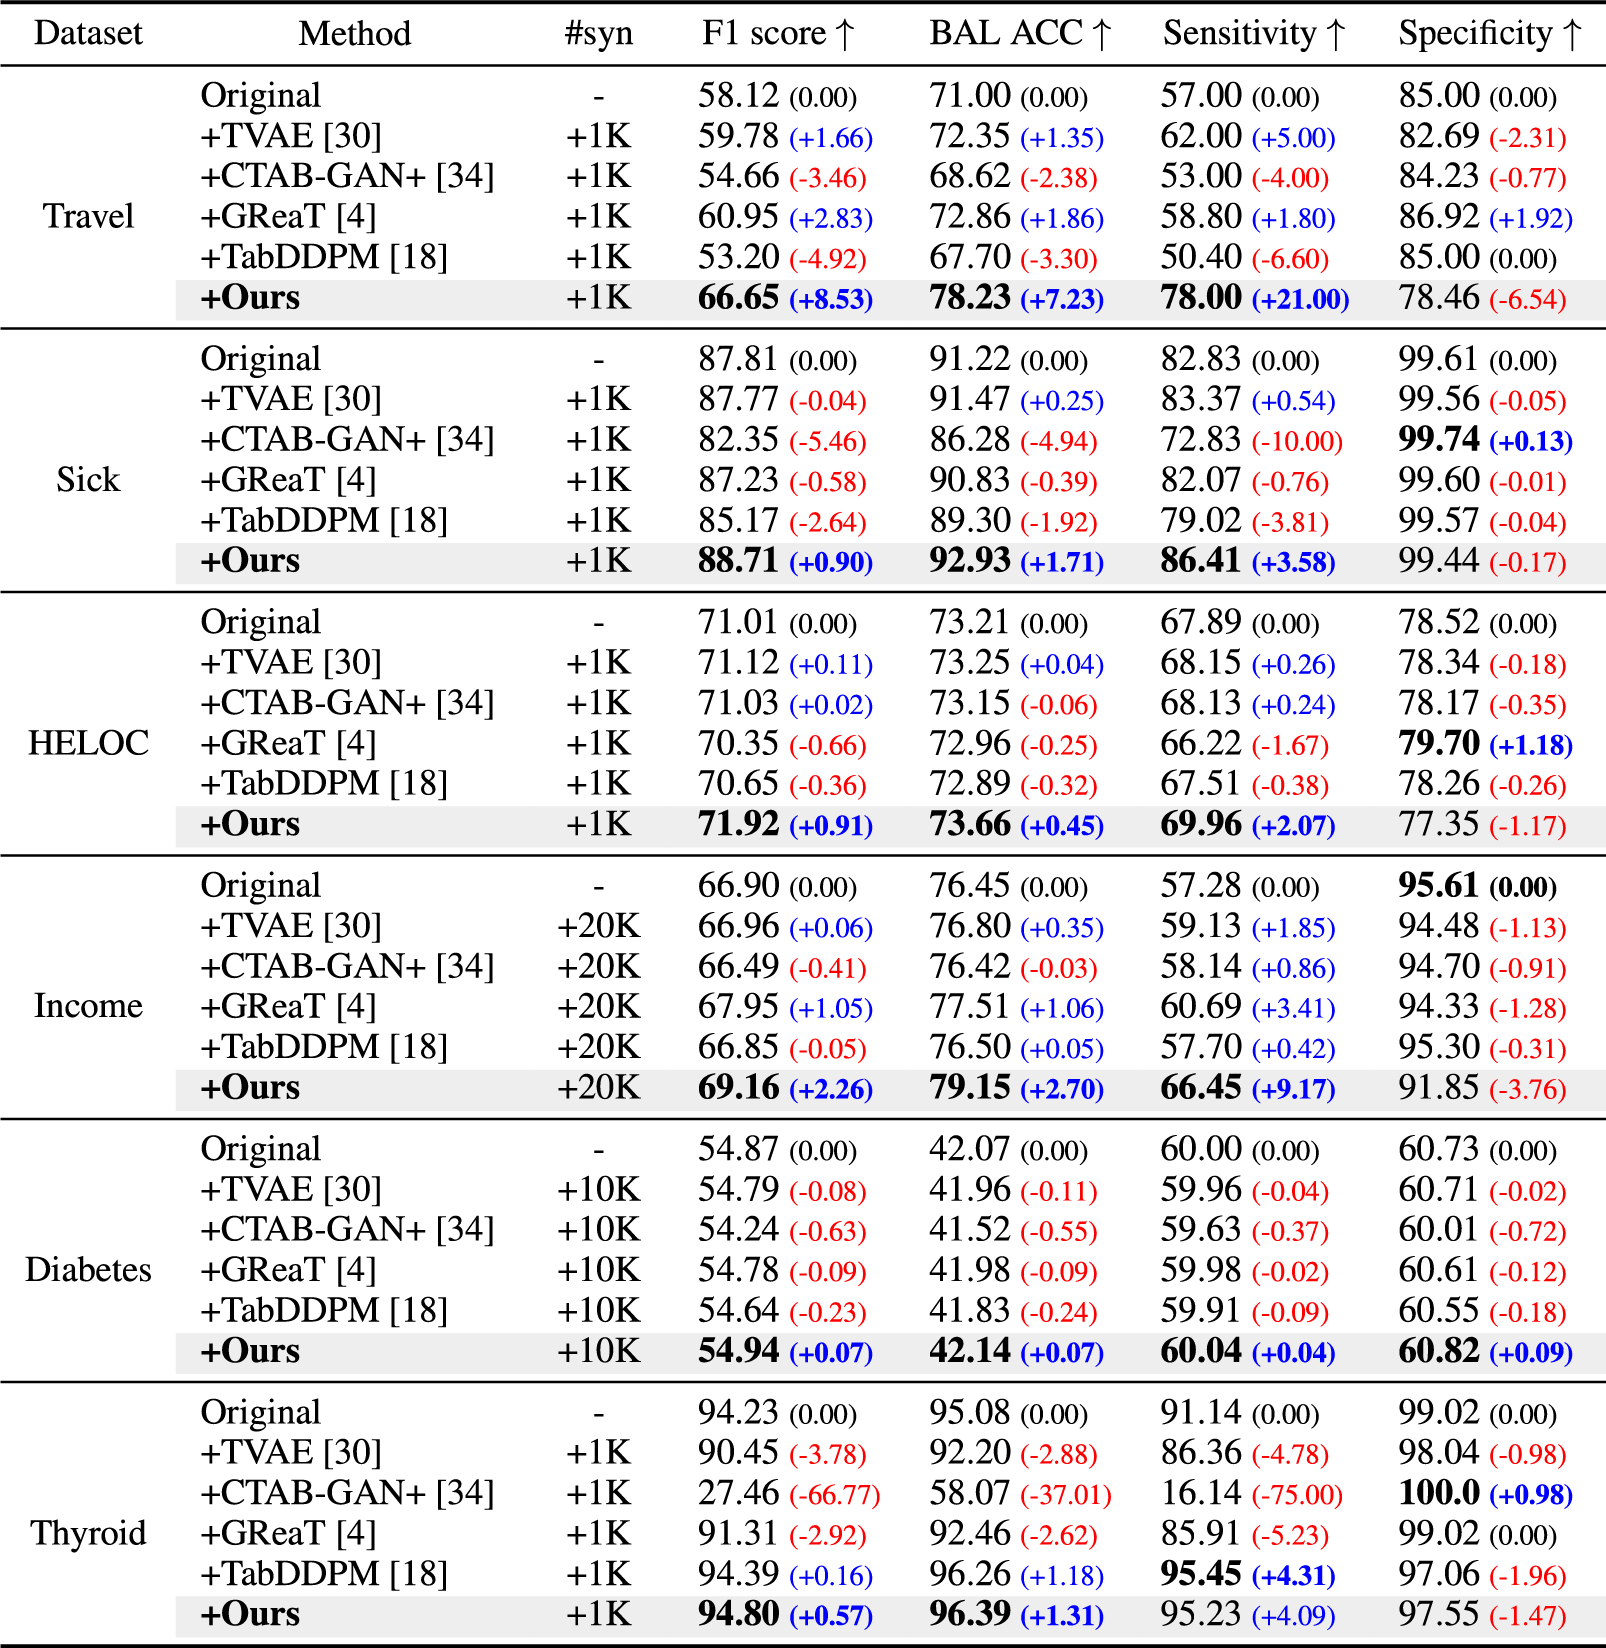 Dataset Method #syn F1 score ↑ BAL ACC ↑ Sensitivity ↑ Specificity ↑
Original - 58.12 (0.00) 71.00 (0.00) 57.00 (0.00) 85.00 (0.00)
+TVAE [30] +1K 59.78 (+1.66) 72.35 (+1.35) 62.00 (+5.00) 82.69 (-2.31)
+CTAB-GAN+ [34] +1K 54.66 (-3.46) 68.62 (-2.38) 53.00 (-4.00) 84.23 (-0.77)
Travel +GReaT [4] +1K 60.95 (+2.83) 72.86 (+1.86) 58.80 (+1.80) 86.92 (+1.92)
+TabDDPM [18] +1K 53.20 (-4.92) 67.70 (-3.30) 50.40 (-6.60) 85.00 (0.00)
+Ours +1K 66.65 (+8.53) 78.23 (+7.23) 78.00 (+21.00) 78.46 (-6.54)
Original - 87.81 (0.00) 91.22 (0.00) 82.83 (0.00) 99.61 (0.00)
+TVAE [30] +1K 87.77 (-0.04) 91.47 (+0.25) 83.37 (+0.54) 99.56 (-0.05)
+CTAB-GAN+ [34] +1K 82.35 (-5.46) 86.28 (-4.94) 72.83 (-10.00) 99.74 (+0.13)
Sick +GReaT [4] +1K 87.23 (-0.58) 90.83 (-0.39) 82.07 (-0.76) 99.60 (-0.01)
+TabDDPM [18] +1K 85.17 (-2.64) 89.30 (-1.92) 79.02 (-3.81) 99.57 (-0.04)
+Ours +1K 88.71 (+0.90) 92.93 (+1.71) 86.41 (+3.58) 99.44 (-0.17)
Original - 71.01 (0.00) 73.21 (0.00) 67.89 (0.00) 78.52 (0.00)
+TVAE [30] +1K 71.12 (+0.11) 73.25 (+0.04) 68.15 (+0.26) 78.34 (-0.18)
+CTAB-GAN+ [34] +1K 71.03 (+0.02) 73.15 (-0.06) 68.13 (+0.24) 78.17 (-0.35)
HELOC +GReaT [4] +1K 70.35 (-0.66) 72.96 (-0.25) 66.22 (-1.67) 79.70 (+1.18)
+TabDDPM [18] +1K 70.65 (-0.36) 72.89 (-0.32) 67.51 (-0.38) 78.26 (-0.26)
+Ours +1K 71.92 (+0.91) 73.66 (+0.45) 69.96 (+2.07) 77.35 (-1.17)
Original - 66.90 (0.00) 76.45 (0.00) 57.28 (0.00) 95.61 (0.00)
+TVAE [30] +20K 66.96 (+0.06) 76.80 (+0.35) 59.13 (+1.85) 94.48 (-1.13)
+CTAB-GAN+ [34] +20K 66.49 (-0.41) 76.42 (-0.03) 58.14 (+0.86) 94.70 (-0.91)
Income +GReaT [4] +20K 67.95 (+1.05) 77.51 (+1.06) 60.69 (+3.41) 94.33 (-1.28)
+TabDDPM [18] +20K 66.85 (-0.05) 76.50 (+0.05) 57.70 (+0.42) 95.30 (-0.31)
+Ours +20K 69.16 (+2.26) 79.15 (+2.70) 66.45 (+9.17) 91.85 (-3.76)
Original - 54.87 (0.00) 42.07 (0.00) 60.00 (0.00) 60.73 (0.00)
+TVAE [30] +10K 54.79 (-0.08) 41.96 (-0.11) 59.96 (-0.04) 60.71 (-0.02)
+CTAB-GAN+ [34] +10K 54.24 (-0.63) 41.52 (-0.55) 59.63 (-0.37) 60.01 (-0.72)
Diabetes +GReaT [4] +10K 54.78 (-0.09) 41.98 (-0.09) 59.98 (-0.02) 60.61 (-0.12)
+TabDDPM [18] +10K 54.64 (-0.23) 41.83 (-0.24) 59.91 (-0.09) 60.55 (-0.18)
+Ours +10K 54.94 (+0.07) 42.14 (+0.07) 60.04 (+0.04) 60.82 (+0.09)
Original - 94.23 (0.00) 95.08 (0.00) 91.14 (0.00) 99.02 (0.00)
+TVAE [30] +1K 90.45 (-3.78) 92.20 (-2.88) 86.36 (-4.78) 98.04 (-0.98)
+CTAB-GAN+ [34] +1K 27.46 (-66.77) 58.07 (-37.01) 16.14 (-75.00) 100.0 (+0.98)
Thyroid +GReaT [4] +1K 91.31 (-2.92) 92.46 (-2.62) 85.91 (-5.23) 99.02 (0.00)
+TabDDPM [18] +1K 94.39 (+0.16) 96.26 (+1.18) 95.45 (+4.31) 97.06 (-1.96)
+Ours +1K 94.80 (+0.57) 96.39 (+1.31) 95.23 (+4.09) 97.55 (-1.47)